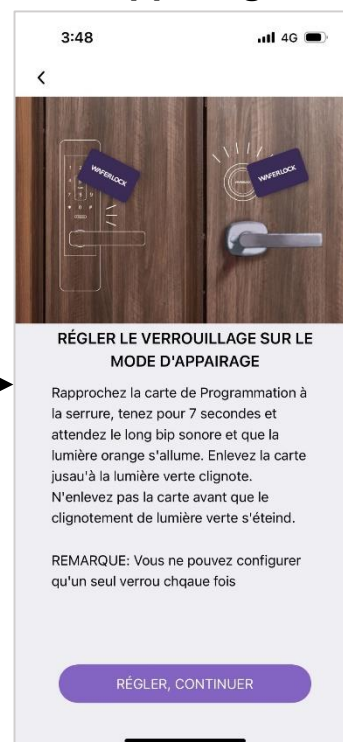 3:48 4G
WAFERLOCK WAFERLOCK
RÉGLER LE VERROUILLAGE SUR LE
MODE D'APPAIRAGE
Rapprochez la carte de Programmation à
la serrure, tenez pour 7 secondes et
attendez le long bip sonore et que la
lumière orange s'allume. Enlevez la carte
jusau'à la lumière verte clignote.
N'enlevez pas la carte avant que le
clignotement de lumière verte s'éteind.
REMARQUE: Vous ne pouvez configurer
qu'un seul verrou chqaue fois
RÉGLER, CONTINUER